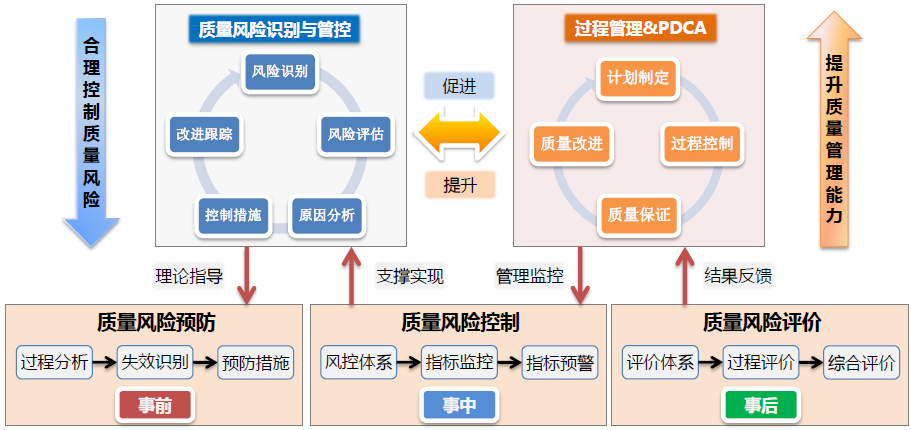 合理控制质量风险
质量风险识别与管控
风险识别
风险评估
原因分析
控制措施
改进跟踪
促进
提升
过程管理&PDCA
计划制定
过程控制
质量保证
质量改进
提升质量管理能力
理论指导
支撑实现
管理监控
结果反馈
质量风险预防
过程分析
失效识别
预防措施
事前
质量风险控制
风控体系
指标监控
指标预警
事中
质量风险评价
评价体系
过程评价
综合评价
事后